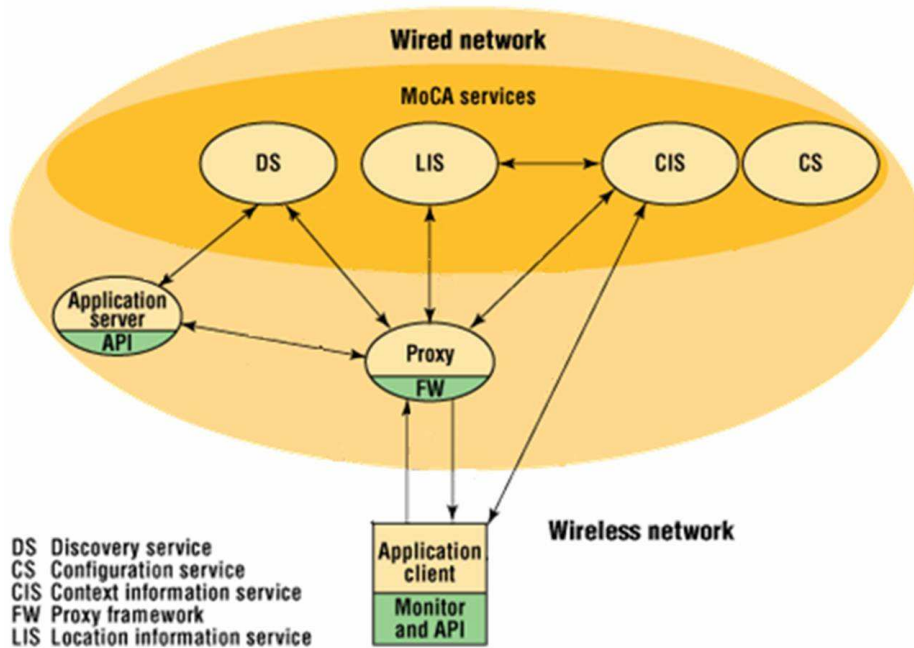 Wired network
MoCA services
DS
LIS
CIS
CS
Application
server
API
Proxy
FW
Application
client
Monitor
and API
Wireless network
DS Discovery service
CS Configuration service
CIS Context information service
FW Proxy framework
LIS Location information service